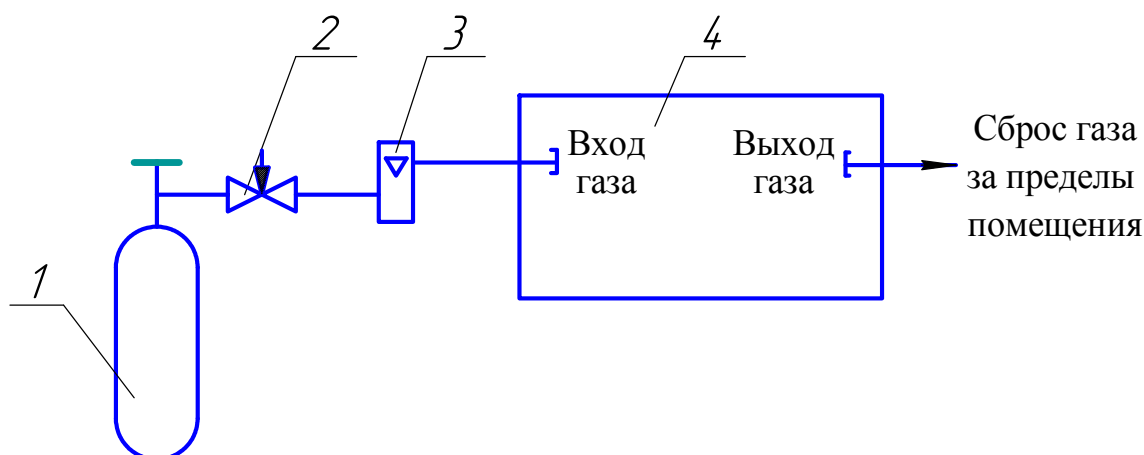 2
3
4
1
Вход
газа
Выход
газа
Сброс газа
за пределы
помещения